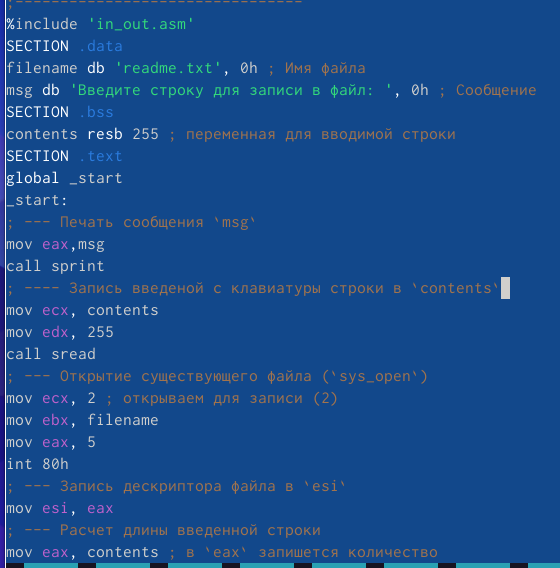 ;--------------------------------
%include 'in_out.asm'
SECTION .data
filename db 'readme.txt', 0h ; Имя файла
msg db 'Введите строку для записи в файл: ', 0h ; Сообщение
SECTION .bss
contents resb 255 ; переменная для вводимой строки
SECTION .text
global _start
_start:
; --- Печать сообщения `msg`
mov eax,msg
call sprint
; ---- Запись введеной с клавиатуры строки в `contents`
mov ecx, contents
mov edx, 255
call sread
; --- Открытие существующего файла (`sys_open`)
mov ecx, 2 ; открываем для записи (2)
mov ebx, filename
mov eax, 5
int 80h
; --- Запись дескриптора файла в `esi`
mov esi, eax
; --- Расчет длины введенной строки
mov eax, contents ; в `eax` запишется количество